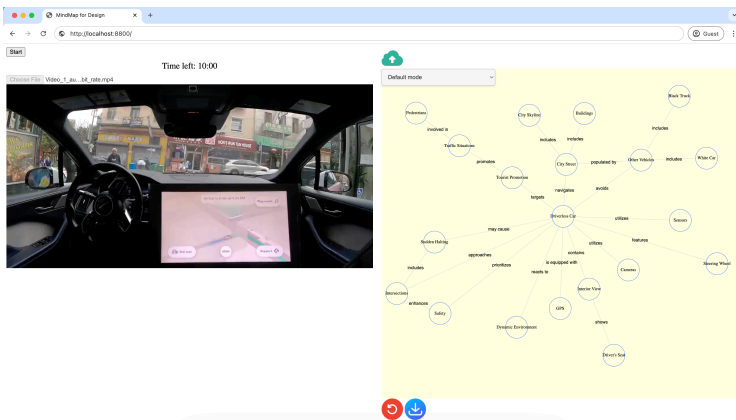 MindMap for Design
http://localhost:8800/
Guest
Start
Time left: 10:00
Choose File Video_1_au...bit_rate.mp4
Default mode
Black Truck
Pedestrians
City Skyline
Buildings
involved in
includes
includes
includes
Traffic Situations
promotes
City Street
populated by
Other Vehicles
includes
White Car
Tourist Promotion
targets
navigates
avoids
Driverless Car
utilizes
Sensors
may cause
Sudden Halting
utilizes
features
approaches
contains
is equipped with
prioritizes
reacts to
includes
Cameras
Steering Wheel
Intersections
Interior View
enhances
GPS
Safety
shows
Dynamic Environment
Driver's Seat